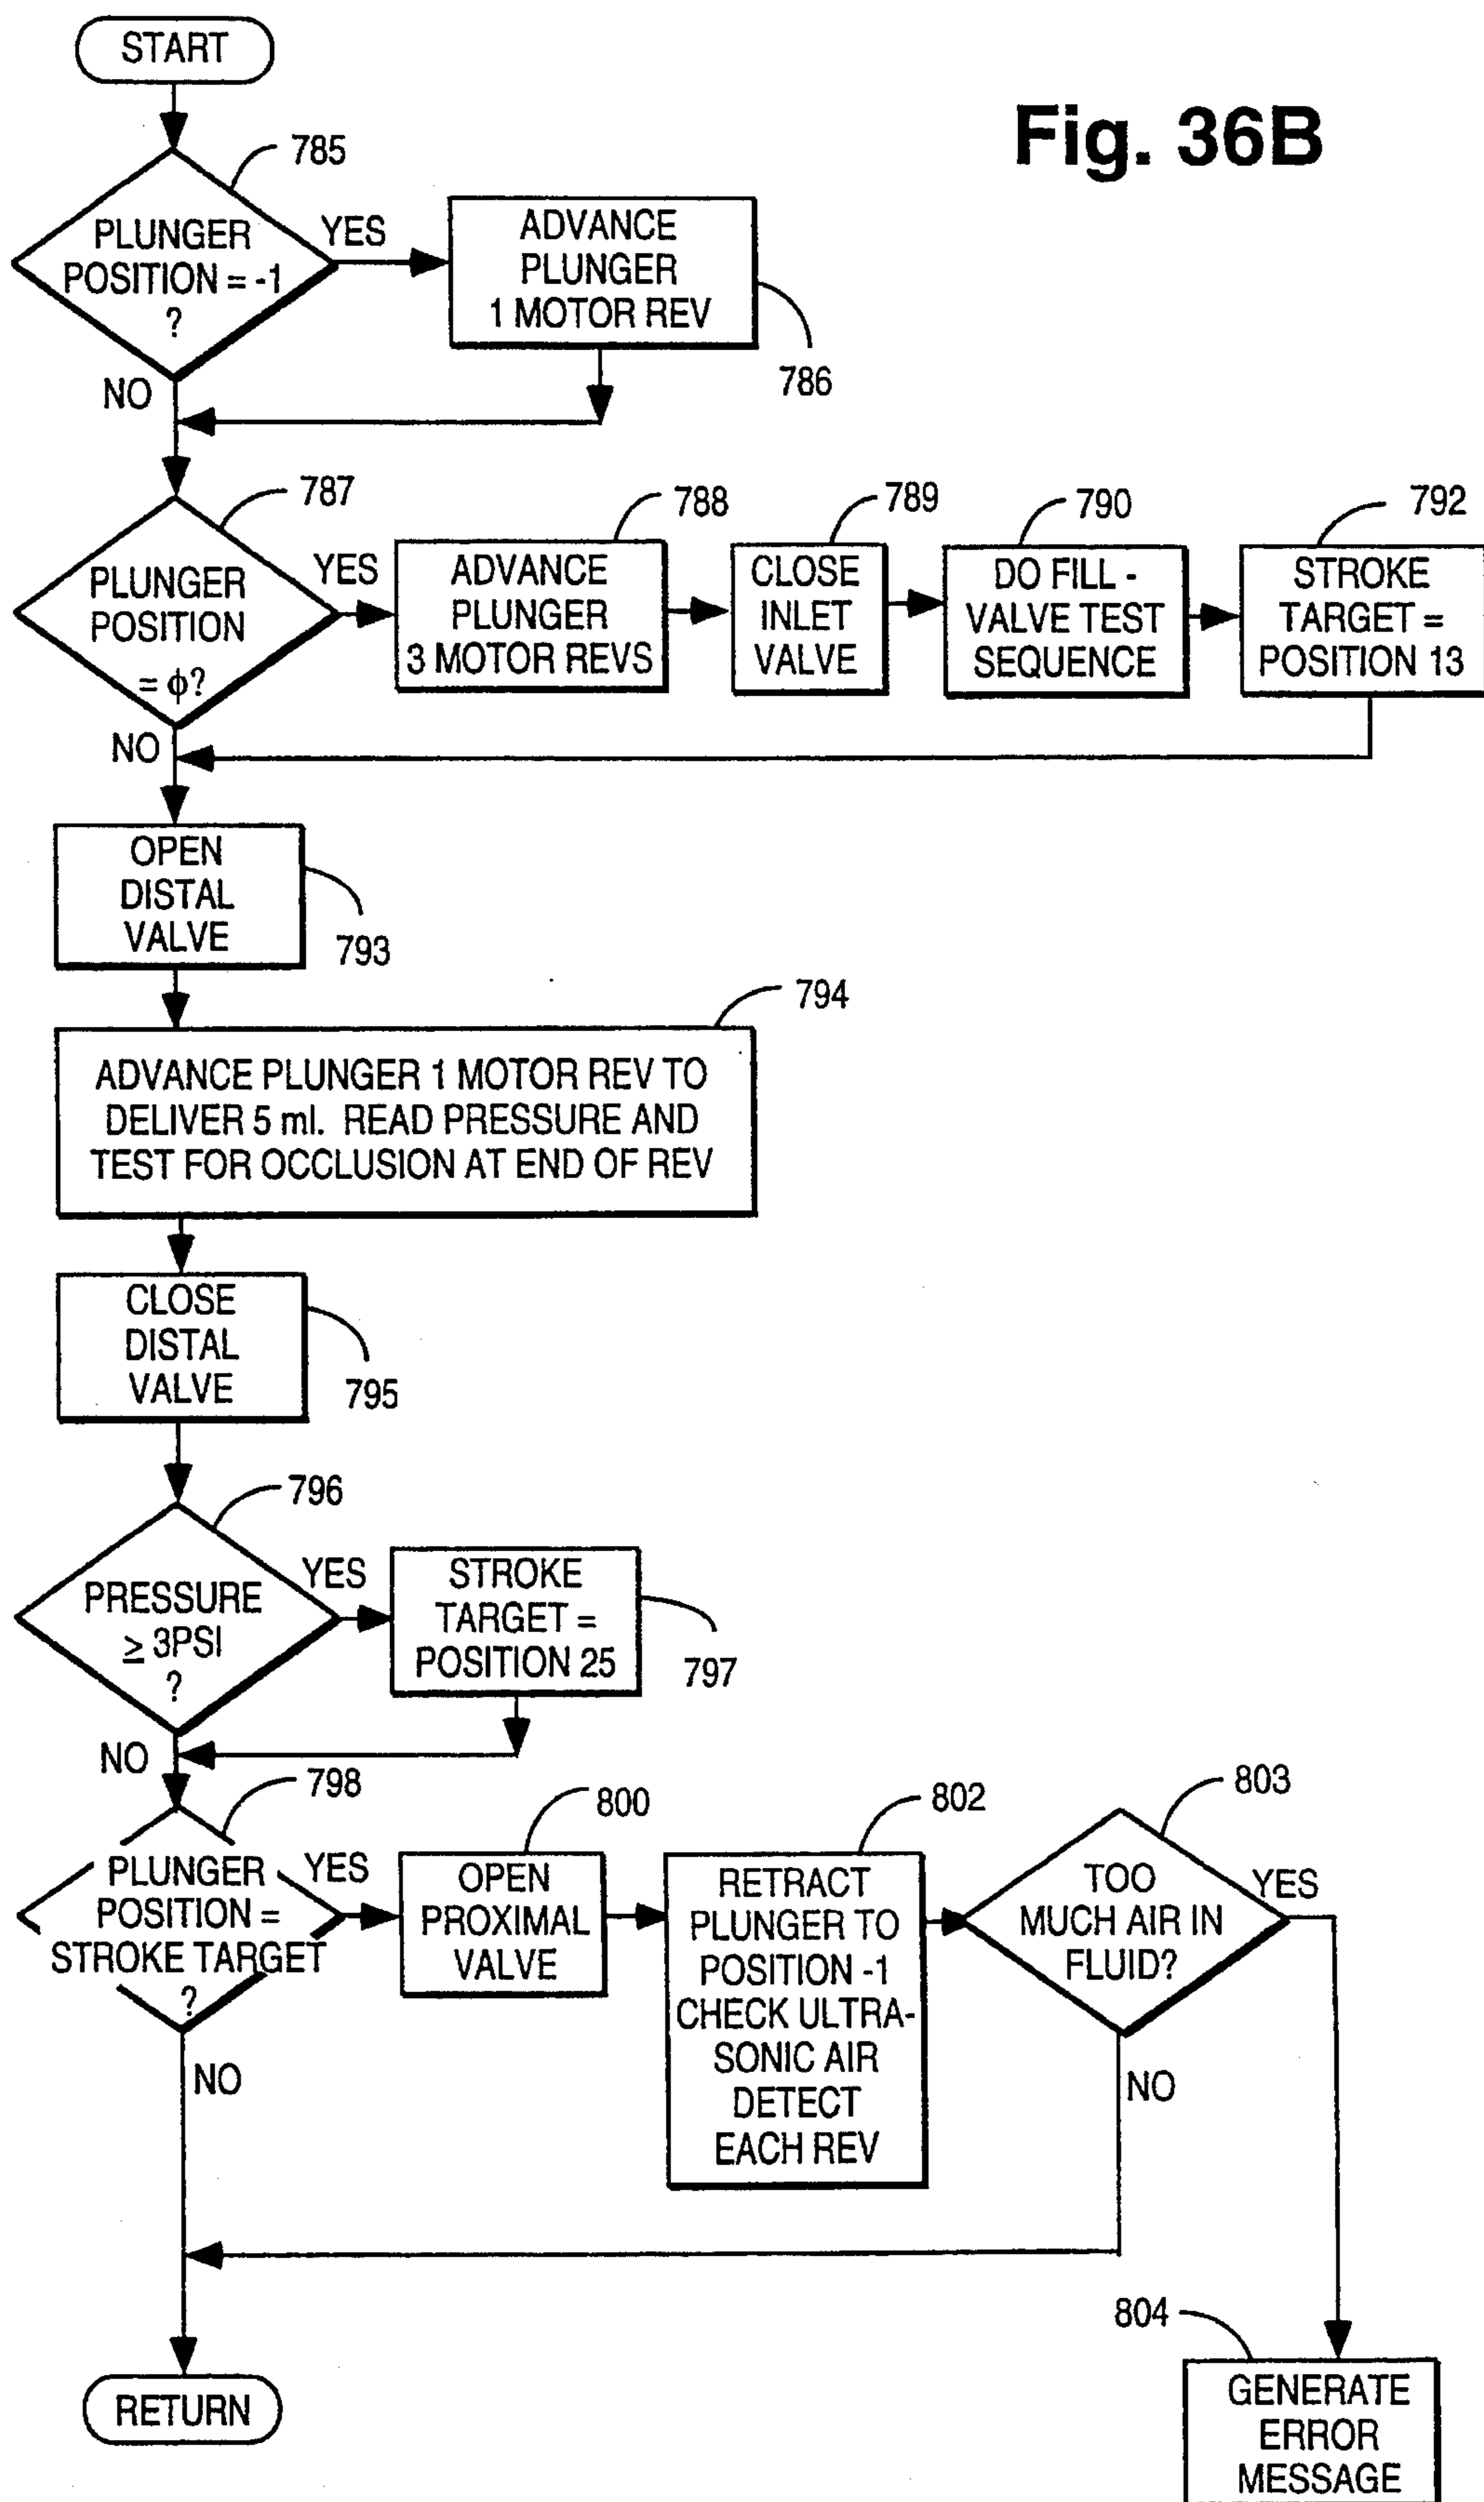 START
Fig. 36B
785
PLUNGER
POSITION = -1
?
YES
ADVANCE
PLUNGER
1 MOTOR REV
786
NO
787
PLUNGER
POSITION
= ϕ?
YES
788
ADVANCE
PLUNGER
3 MOTOR REVS
789
CLOSE
INLET
VALVE
790
DO FILL -
VALVE TEST
SEQUENCE
792
STROKE
TARGET =
POSITION 13
NO
OPEN
DISTAL
VALVE
793
794
ADVANCE PLUNGER 1 MOTOR REV TO
DELIVER 5 ml. READ PRESSURE AND
TEST FOR OCCLUSION AT END OF REV
CLOSE
DISTAL
VALVE
795
796
PRESSURE
≥ 3PSI
?
YES
STROKE
TARGET =
POSITION 25
797
NO
798
PLUNGER
POSITION =
STROKE TARGET
?
YES
800
OPEN
PROXIMAL
VALVE
802
RETRACT
PLUNGER TO
POSITION -1
CHECK ULTRA-
SONIC AIR
DETECT
EACH REV
803
TOO
MUCH AIR IN
FLUID?
YES
NO
NO
804
GENERATE
ERROR
MESSAGE
RETURN